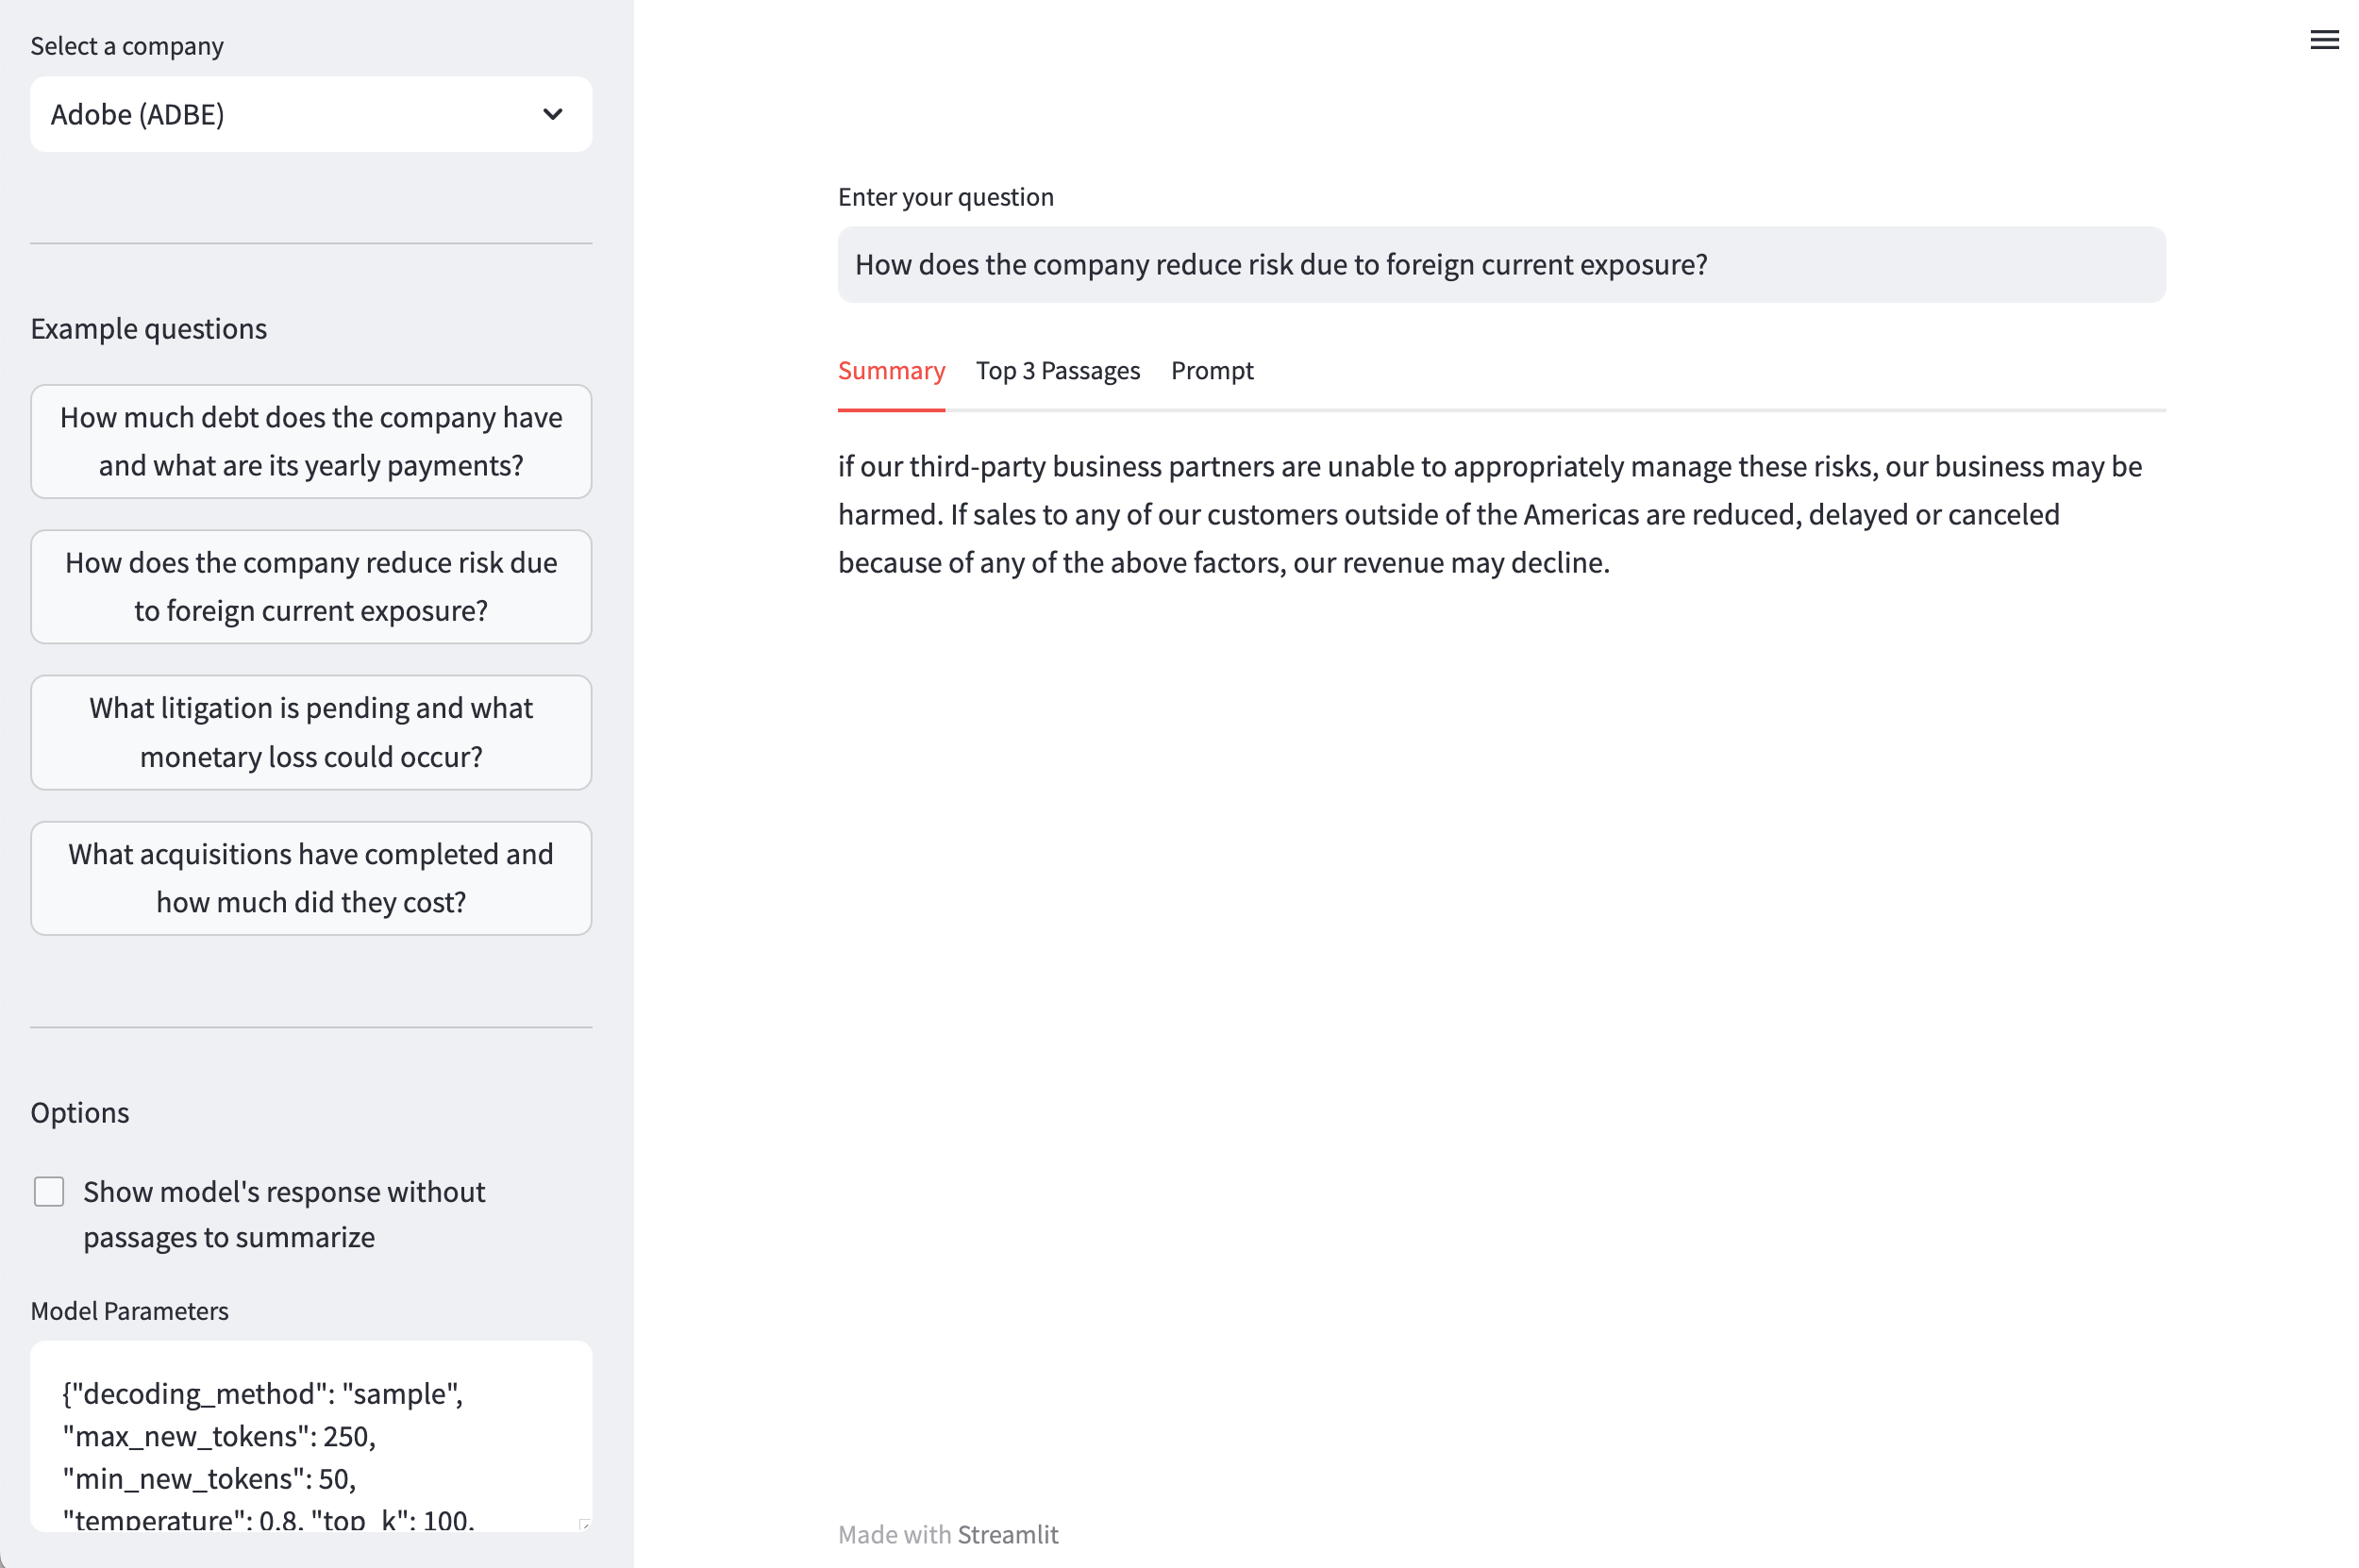 Select a company
Adobe (ADBE)
Example questions
How much debt does the company have
and what are its yearly payments?
How does the company reduce risk due
to foreign current exposure?
What litigation is pending and what
monetary loss could occur?
What acquisitions have completed and
how much did they cost?
Options
Show model's response without
passages to summarize
Model Parameters
{"decoding_method": "sample",
"max_new_tokens": 250,
"min_new_tokens": 50,
"temperature": 0.8, "top_k": 100,
Enter your question
How does the company reduce risk due to foreign current exposure?
Summary Top 3 Passages Prompt
if our third-party business partners are unable to appropriately manage these risks, our business may be
harmed. If sales to any of our customers outside of the Americas are reduced, delayed or canceled
because of any of the above factors, our revenue may decline.
Made with Streamlit